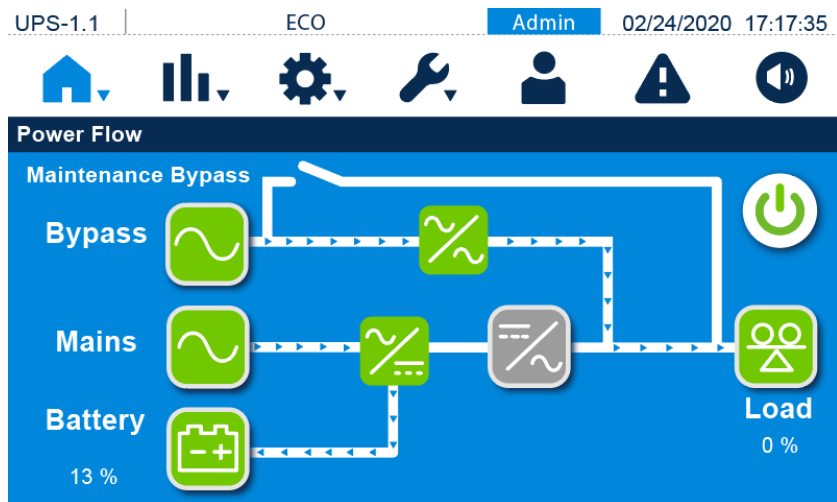 UPS-1.1 ECO Admin 02/24/2020 17:17:35
Power Flow
Maintenance Bypass
Bypass
Mains
Battery
13 %
Load
0 %